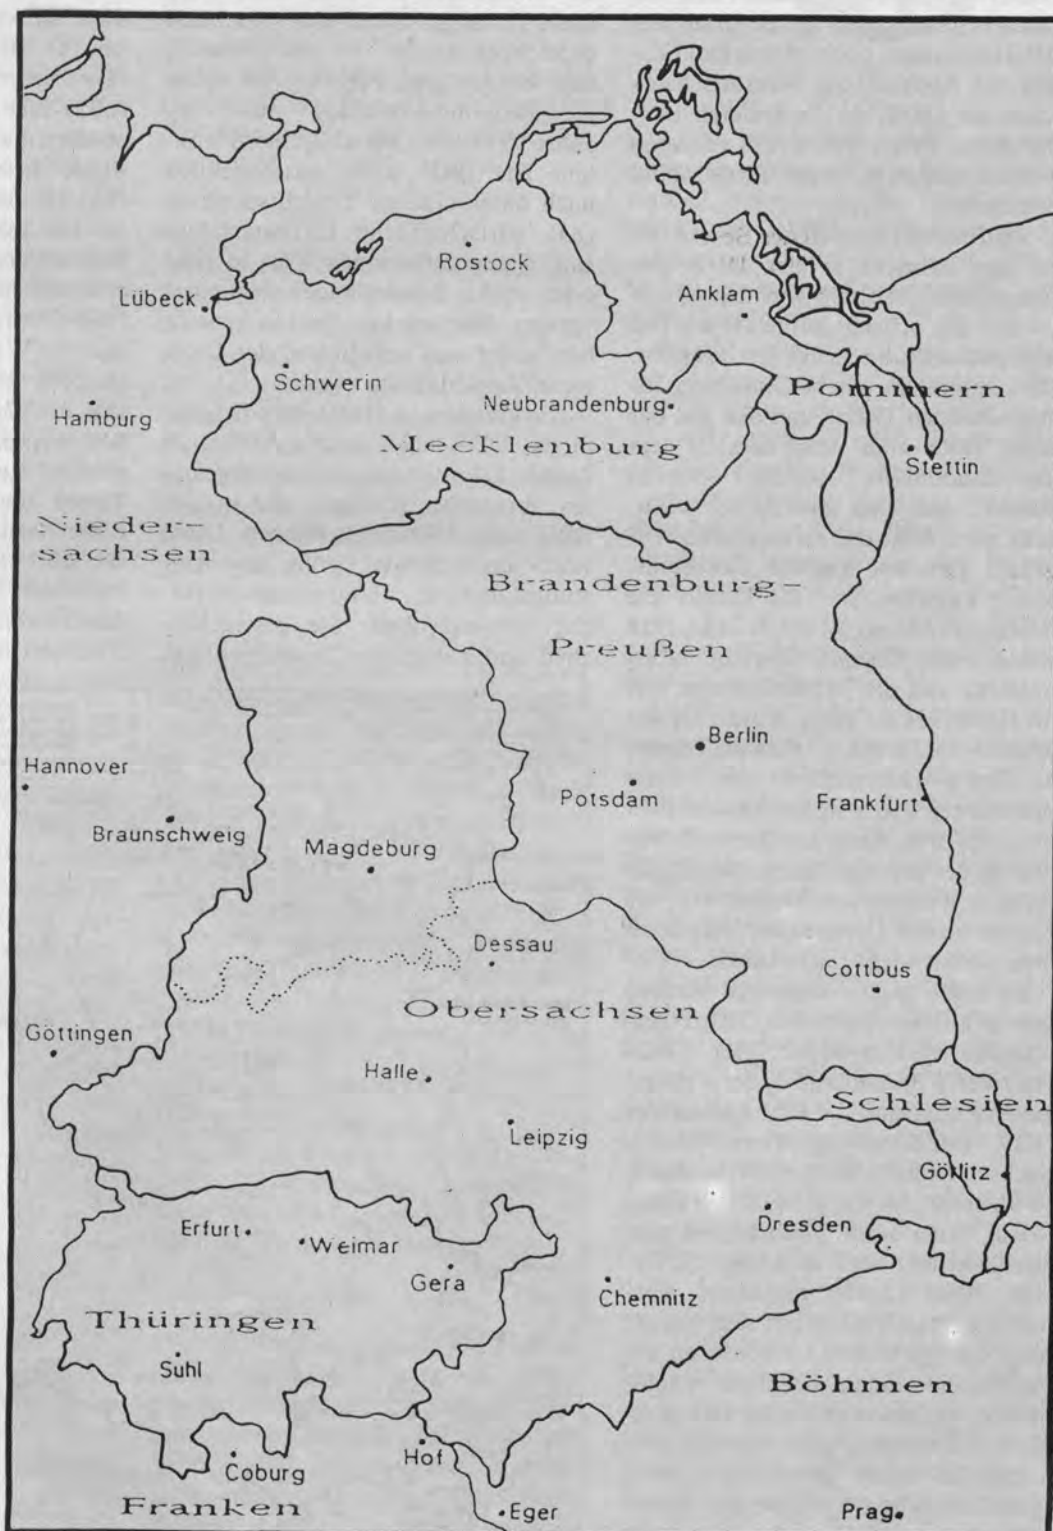 Rostock
Lübeck
Anklam
Schwerin
Pommern
Hamburg
Neubrandenburg
Mecklenburg
Stettin
Nieder-
sachsen
Brandenburg-
Preußen
Berlin
Hannover
Potsdam
Frankfurt
Braunschweig
Magdeburg
Dessau
Cottbus
Obersachsen
Göttingen
Halle
Schlesien
Leipzig
Görlitz
Erfurt
Weimar
Dresden
Gera
Chemnitz
Thüringen
Suhl
Böhmen
Hof
Coburg
Franken
Eger
Prag